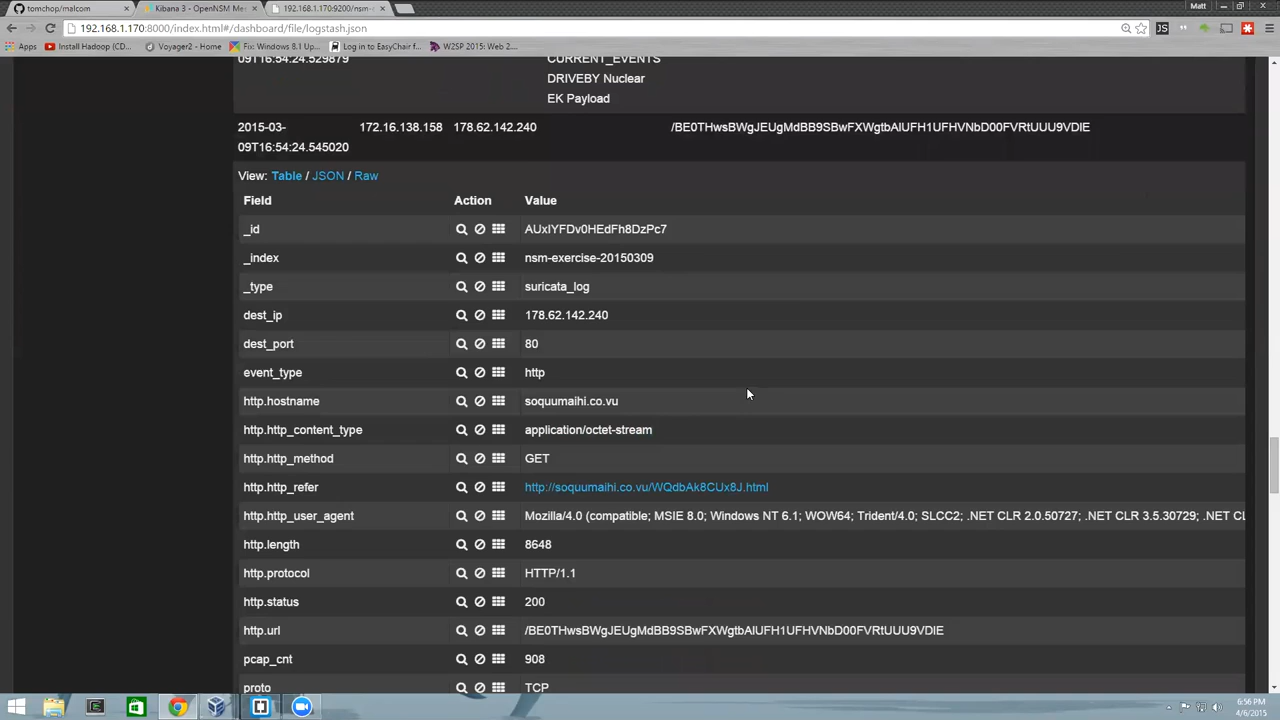 tomchop/malcom
Kibana 3 - OpenNSM Me
192.168.1.170:9200/nsm-
Matt
192.168.1.170:8000/index.html#/dashboard/file/logstash.json
JS
Apps
Install Hadoop (CD...
Voyager2 - Home
Fix: Windows 8.1 Up...
Log in to EasyChair f...
W2SP 2015: Web 2...
09T16:54:24.529879
CURRENT_EVENTS
DRIVEBY Nuclear
EK Payload
2015-03-
09T16:54:24.545020
172.16.138.158
178.62.142.240
/BE0THwsBWgJEUgMdBB9SBwFXWgtbAlUFH1UFHVNbD00FVRtUUU9VDlE
View: Table / JSON / Raw
Field Action Value
_id AUxIYFDv0HEdFh8DzPc7
_index nsm-exercise-20150309
_type suricata_log
dest_ip 178.62.142.240
dest_port 80
event_type http
http.hostname soquumaihi.co.vu
http.http_content_type application/octet-stream
http.http_method GET
http.http_refer http://soquumaihi.co.vu/WQdbAk8CUx8J.html
http.http_user_agent Mozilla/4.0 (compatible; MSIE 8.0; Windows NT 6.1; WOW64; Trident/4.0; SLCC2; .NET CLR 2.0.50727; .NET CLR 3.5.30729; .NET CL
http.length 8648
http.protocol HTTP/1.1
http.status 200
http.url /BE0THwsBWgJEUgMdBB9SBwFXWgtbAlUFH1UFHVNbD00FVRtUUU9VDlE
pcap_cnt 908
proto TCP
6:56 PM
4/6/2015